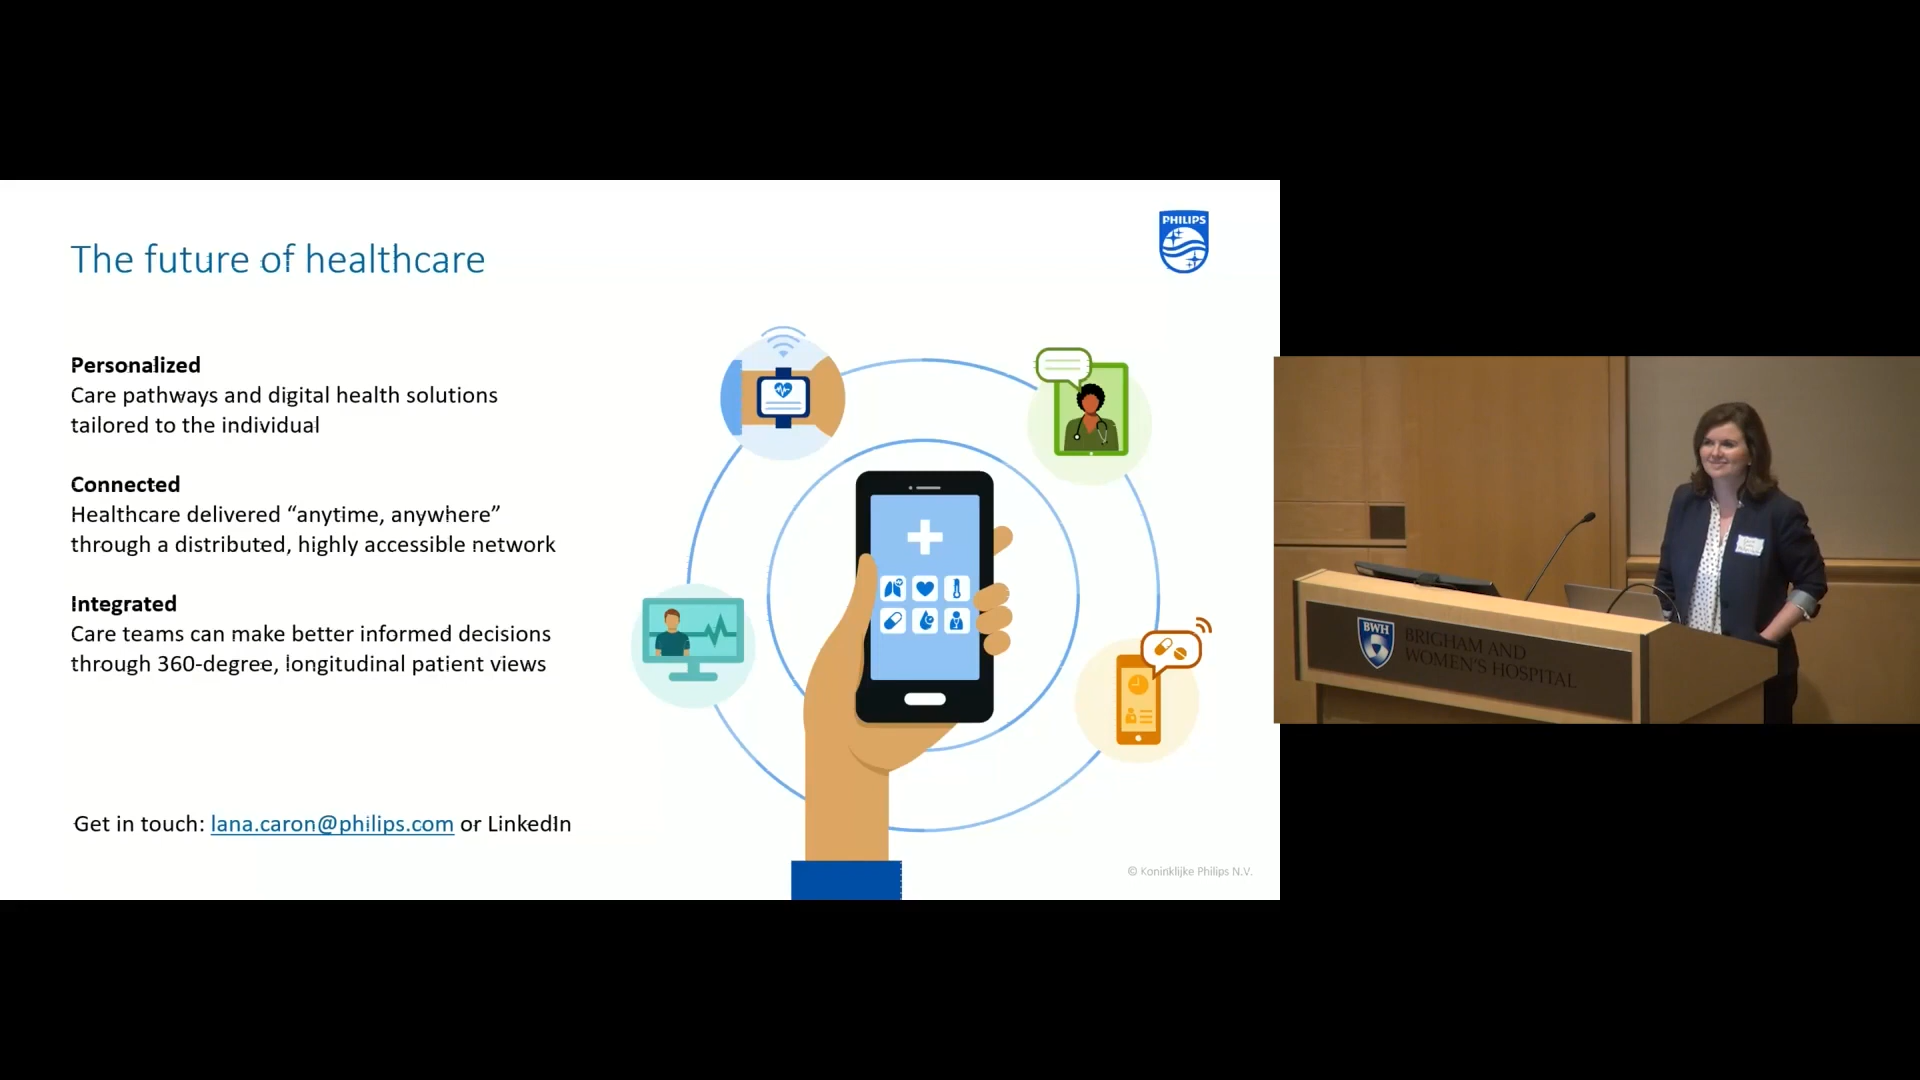 The future of healthcare
PHILIPS
Personalized
Care pathways and digital health solutions
tailored to the individual
Connected
Healthcare delivered “anytime, anywhere”
through a distributed, highly accessible network
Integrated
Care teams can make better informed decisions
through 360-degree, longitudinal patient views
Get in touch: lana.caron@philips.com or LinkedIn
© Koninklijke Philips N.V.
BWH
BRIGHAM AND
WOMEN'S HOSPITAL